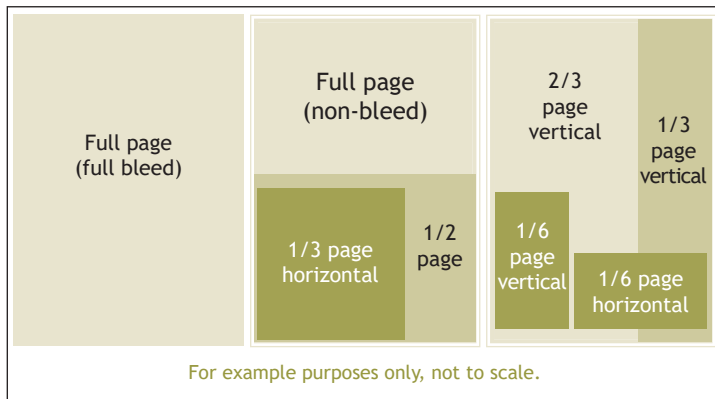 Full page
(full bleed)
Full page
(non-bleed)
1/3 page
horizontal
1/2
page
2/3
page
vertical
1/3
page
vertical
1/6
page
vertical
1/6 page
horizontal
For example purposes only, not to scale.